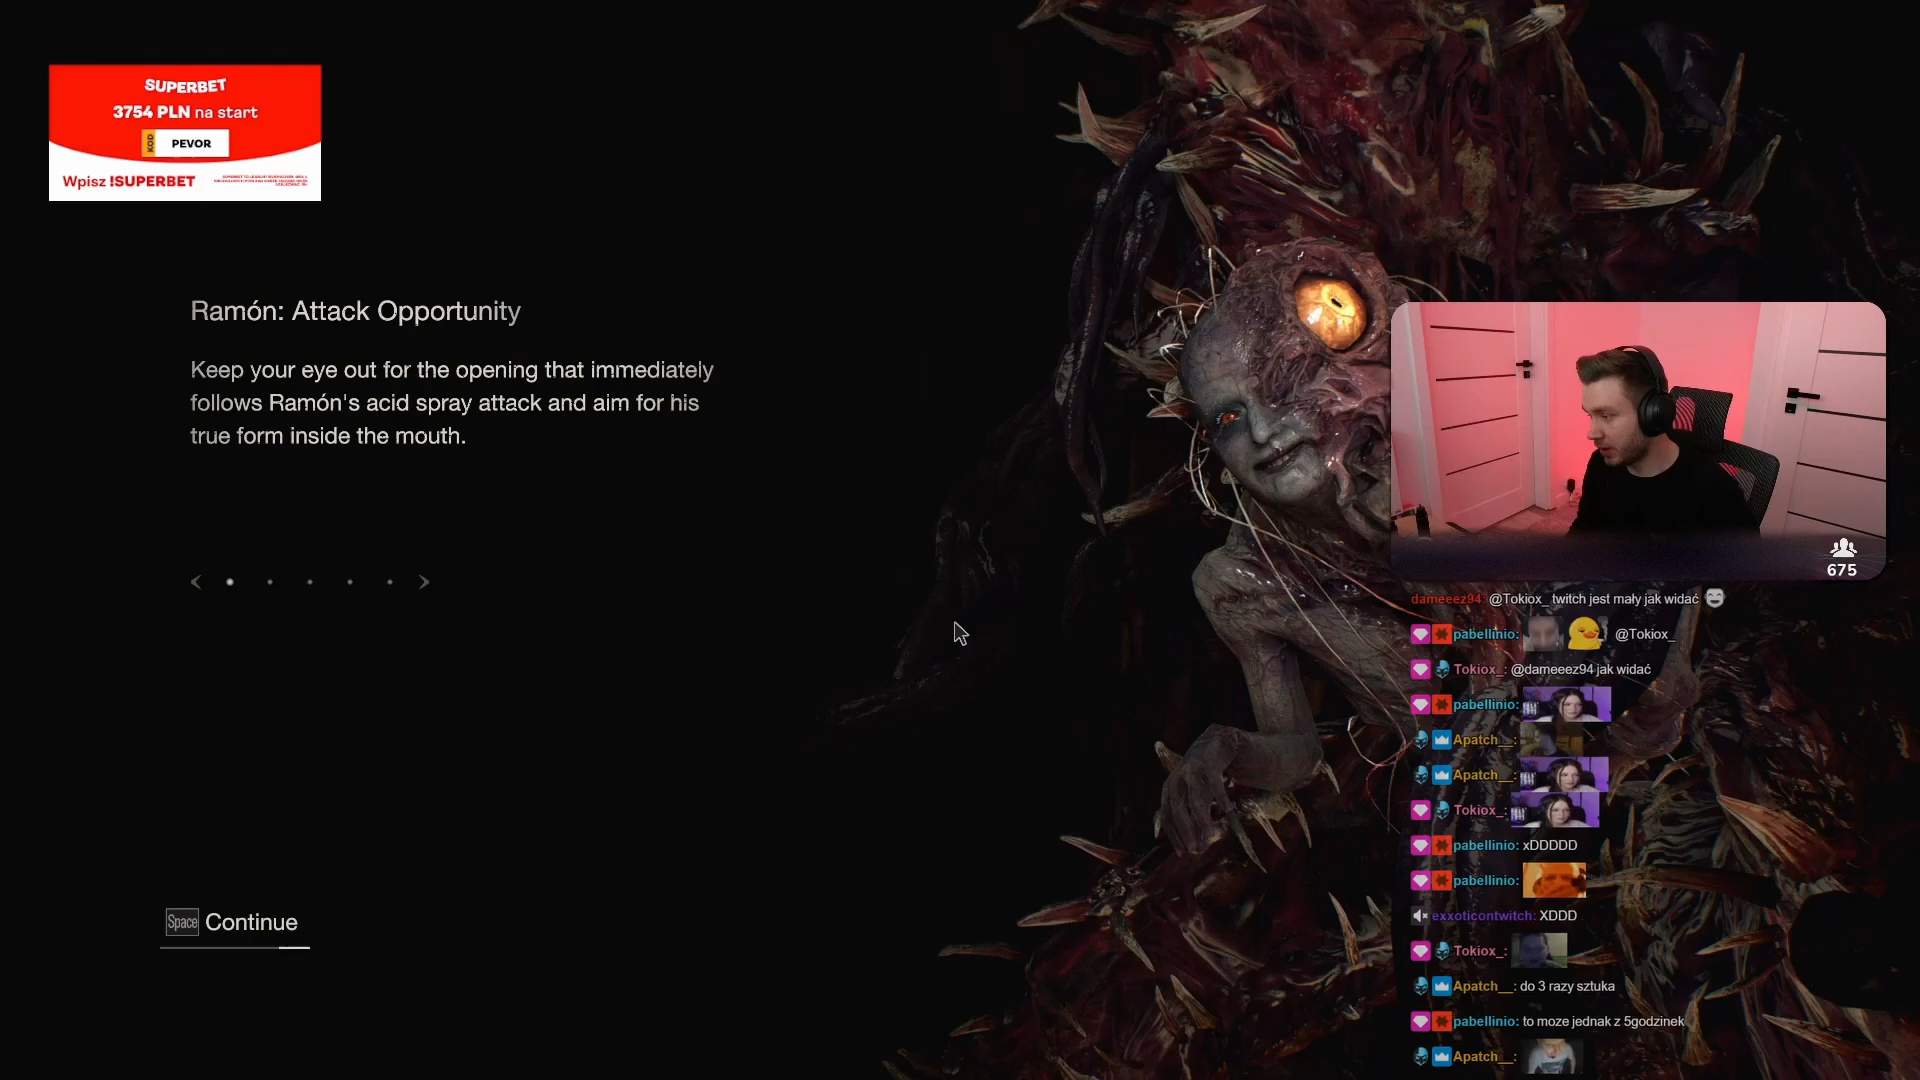 SUPERBET
3754 PLN na start
KOD PEVOR
Wpisz !SUPERBET
Ramón: Attack Opportunity
Keep your eye out for the opening that immediately
follows Ramón's acid spray attack and aim for his
true form inside the mouth.
Space Continue
675
dameeez94: @Tokiox_ twitch jest mały jak widać
pabellinio: @Tokiox_
Tokiox_: @dameeez94 jak widać
pabellinio:
Apatch__:
Apatch__:
Tokiox_:
pabellinio: xDDDDD
pabellinio:
exxoticontwitch: XDDD
Tokiox_:
Apatch__: do 3 razy sztuka
pabellinio: to moze jednak z 5godzinek
Apatch__: